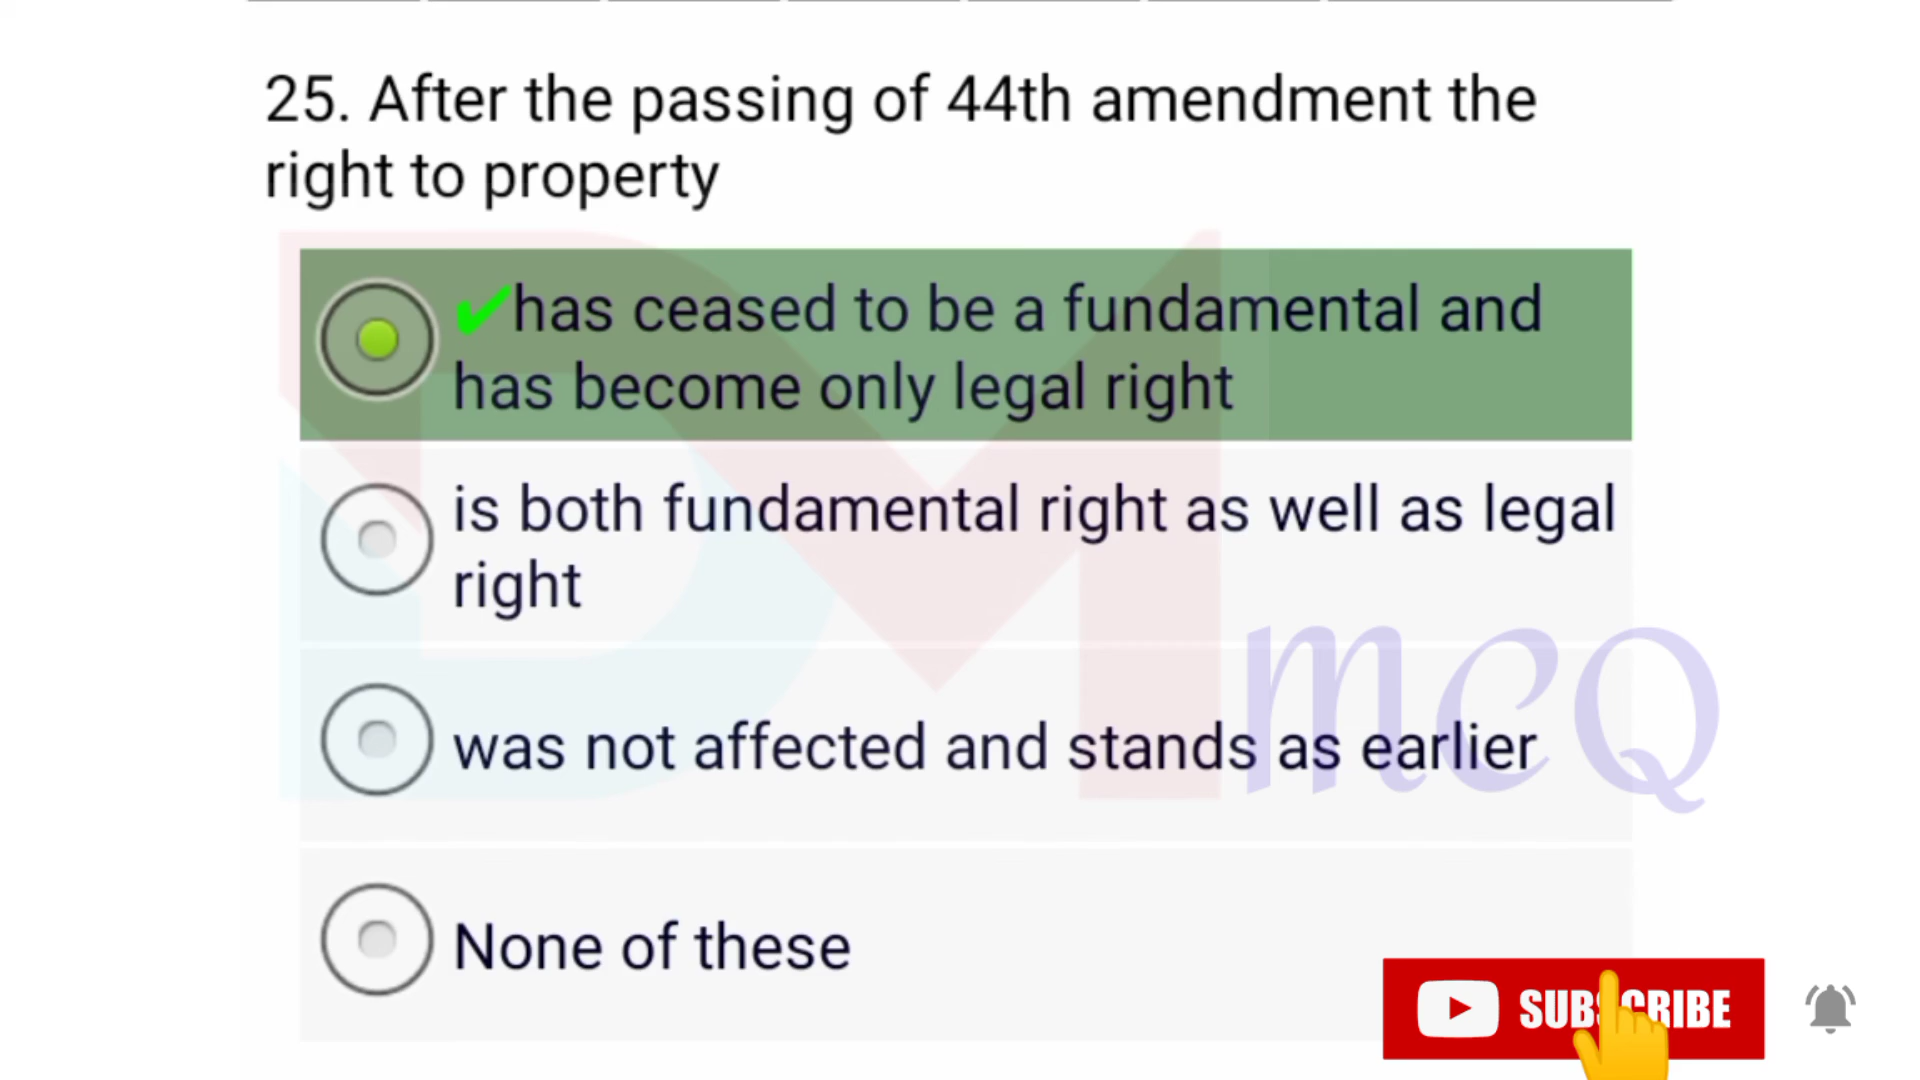 25. After the passing of 44th amendment the
right to property
✔has ceased to be a fundamental and
has become only legal right
is both fundamental right as well as legal
right
was not affected and stands as earlier
None of these
DM
MCQ
SUBSCRIBE